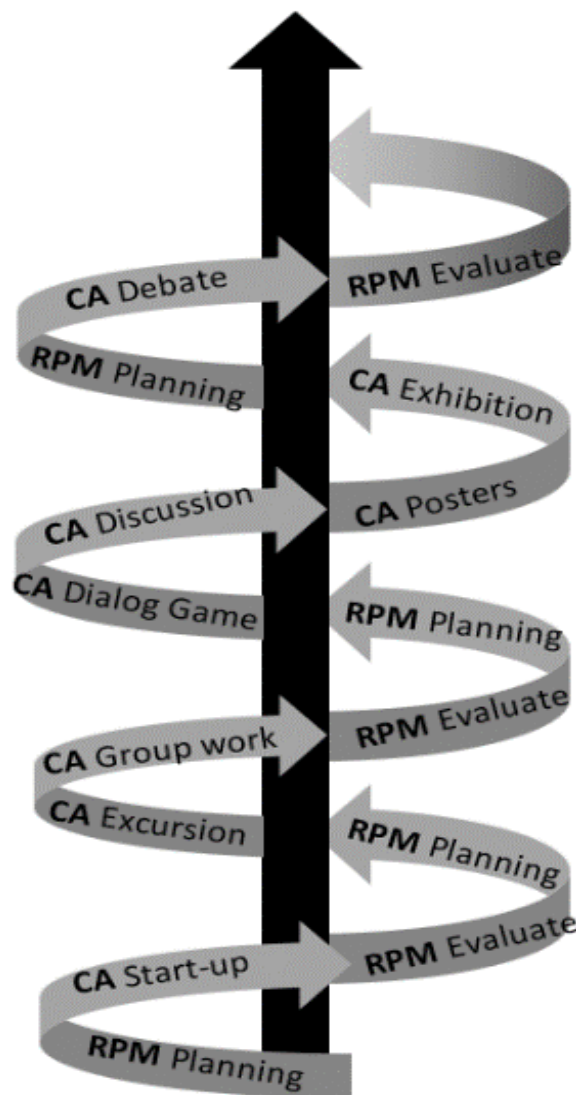 CA Debate
RPM Evaluate
RPM Planning
CA Exhibition
CA Discussion
CA Posters
CA Dialog Game
RPM Planning
CA Group work
RPM Evaluate
CA Excursion
RPM Planning
CA Start-up
RPM Evaluate
RPM Planning